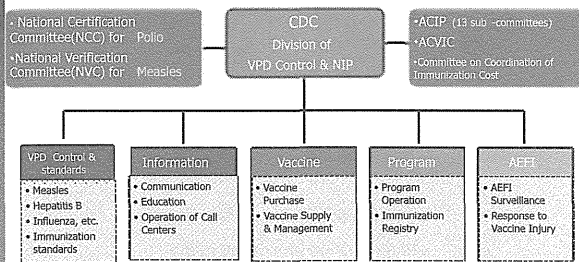 • National Certification
Committee(NCC) for Polio
•National Verification
Committee(NVC) for Measles
CDC
Division of
VPD Control & NIP
•ACIP (13 sub -committees)
•ACVIC
•Committee on Coordination of
Immunization Cost
VPD Control &
standards
• Measles
• Hepatitis B
• Influenza, etc.
• Immunization
standards
Information
• Communication
• Education
• Operation of Call
Centers
Vaccine
• Vaccine
Purchase
• Vaccine Supply
& Management
Program
• Program
Operation
• Immunization
Registry
AEFI
• AEFI
Surveillance
• Response to
Vaccine Injury